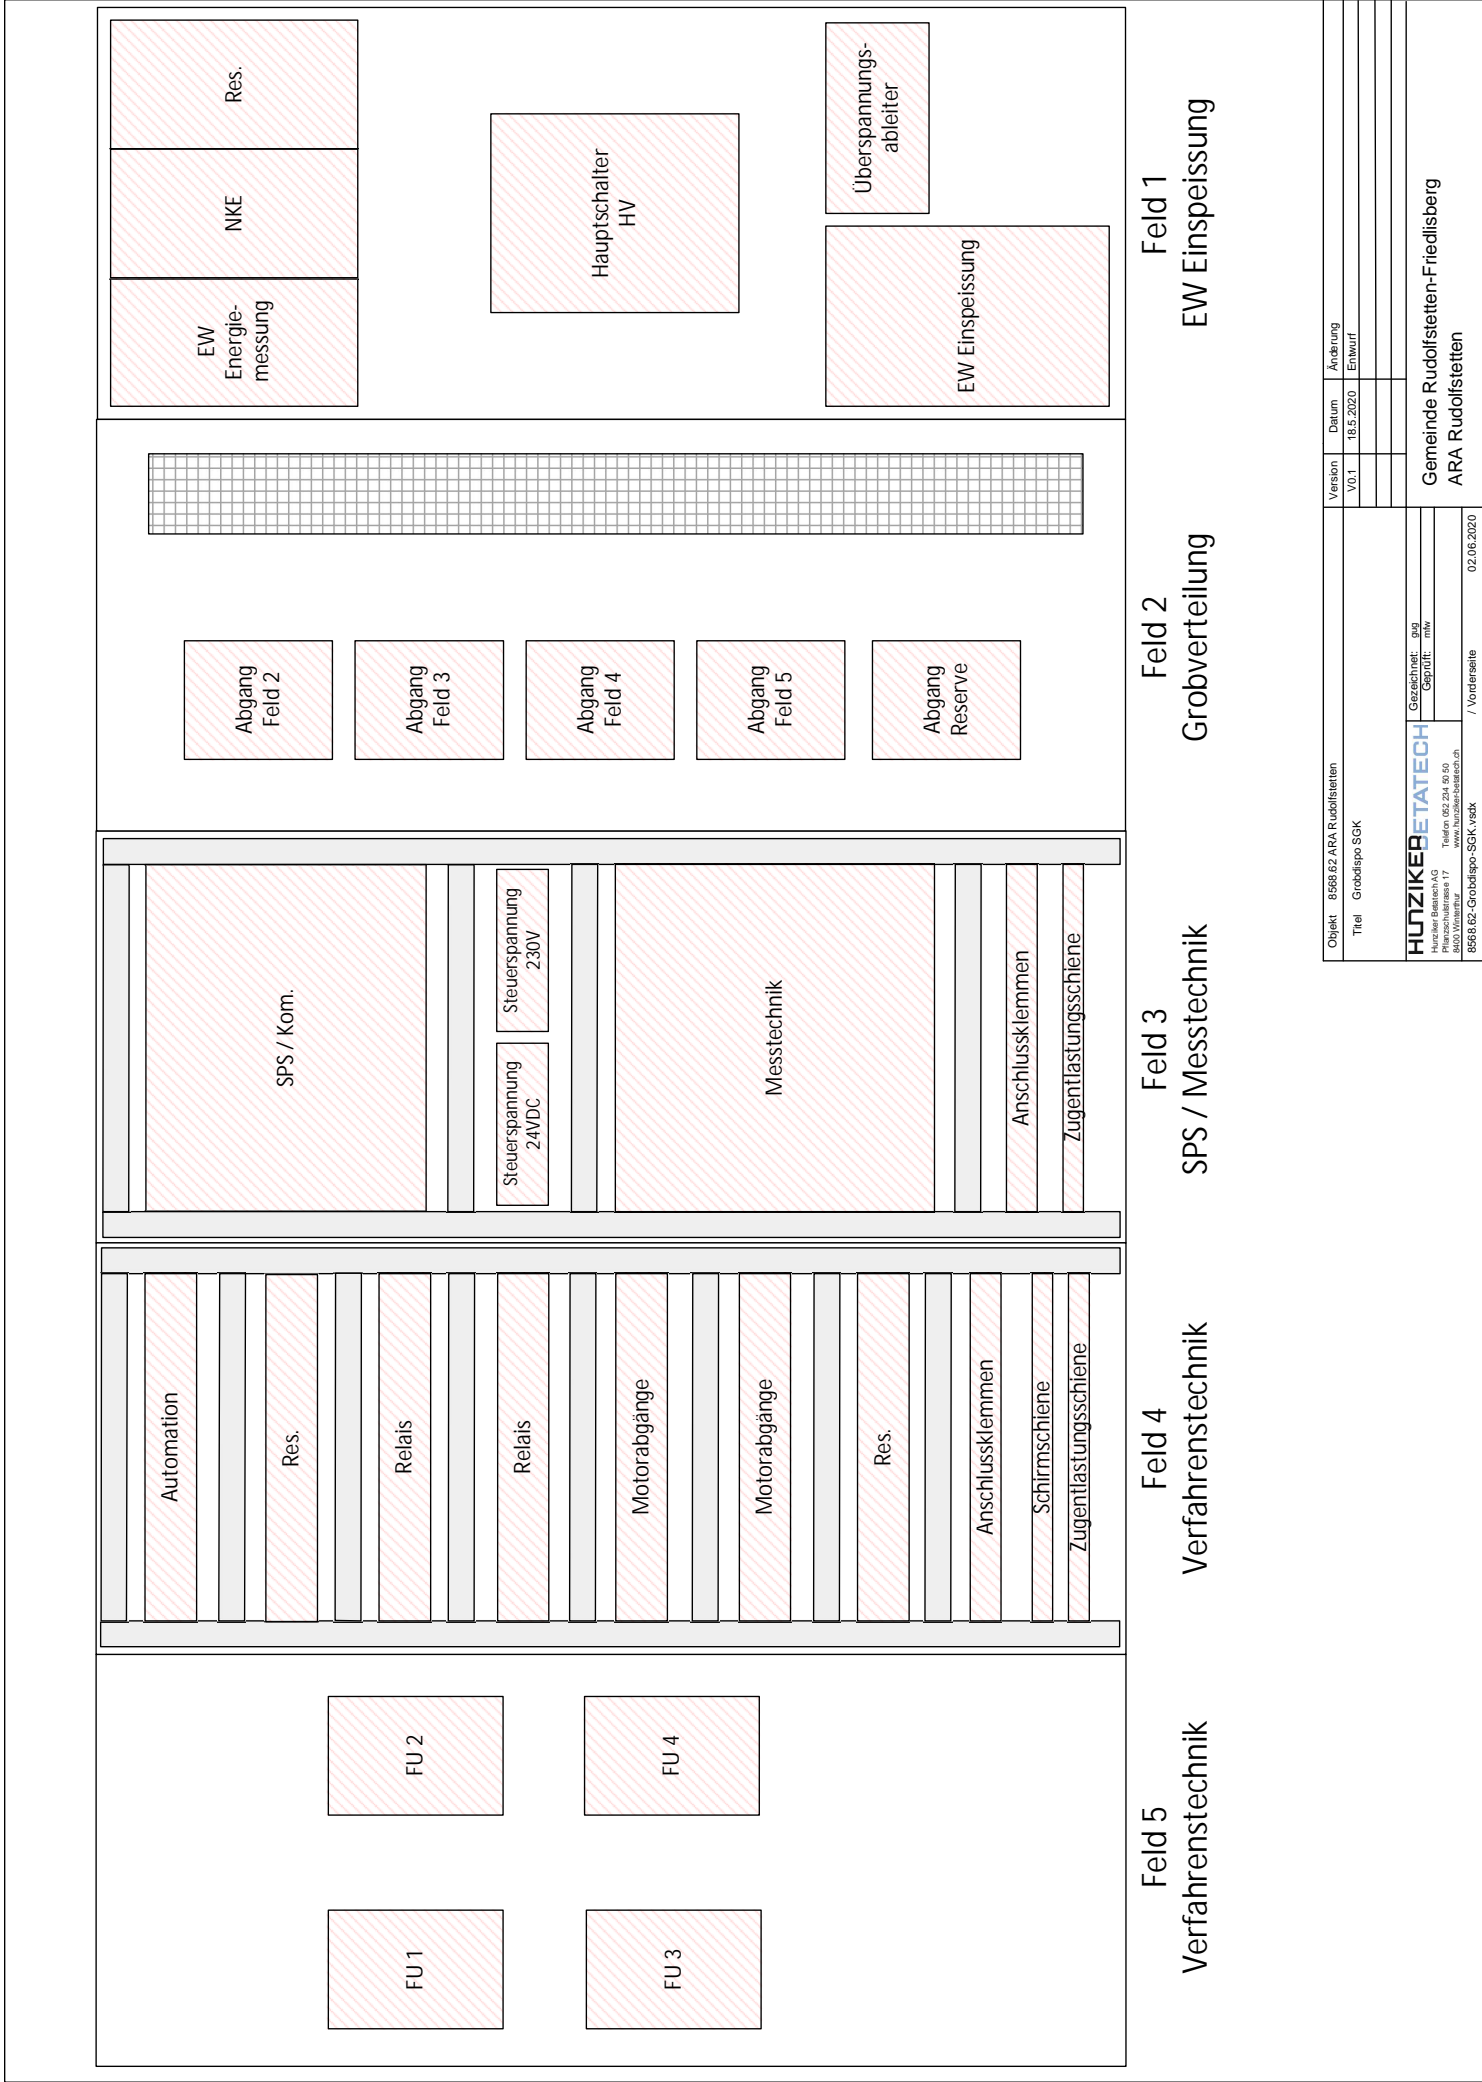 FU 1
FU 2
FU 3
FU 4
Feld 5
Verfahrenstechnik
Automation
Res.
Relais
Relais
Motorabgänge
Motorabgänge
Res.
Anschlussklemmen
Schirmschiene
Zugentlastungsschiene
Feld 4
Verfahrenstechnik
SPS / Kom.
Steuerspannung
24VDC
Steuerspannung
230V
Messtechnik
Anschlussklemmen
Zugentlastungsschiene
Feld 3
SPS / Messtechnik
Abgang
Feld 2
Abgang
Feld 3
Abgang
Feld 4
Abgang
Feld 5
Abgang
Reserve
Feld 2
Grobverteilung
EW
Energie-
messung
NKE
Res.
Hauptschalter
HV
EW Einspeissung
Überspannungs-
ableiter
Feld 1
EW Einspeissung
Objekt 8568.62 ARA Rudolfstetten
Titel Grobdispo SGK
Version Datum Änderung
V0.1 18.5.2020 Entwurf
HUNZIKER BETATECH
Hunziker Betatech AG
Pflanzschulstrasse 17 Telefon 052 234 50 50
8400 Winterthur www.hunziker-betatech.ch
Gezeichnet: gug
Geprüft: mfw
Gemeinde Rudolfstetten-Friedlisberg
ARA Rudolfstetten
8568.62-Grobdispo-SGK.vsdx / Vorderseite 02.06.2020